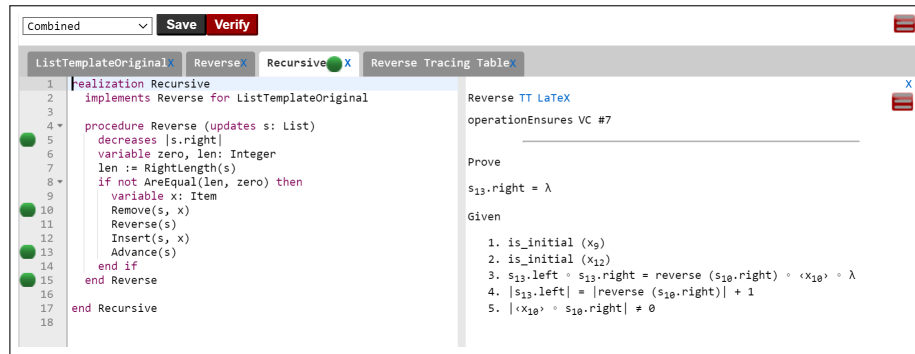 Combined Save Verify
ListTemplateOriginalX ReverseX Recursive X Reverse Tracing TableX
1 realization Recursive
2 implements Reverse for ListTemplateOriginal
3
4 procedure Reverse (updates s: List)
5 decreases |s.right|
6 variable zero, len: Integer
7 len := RightLength(s)
8 if not AreEqual(len, zero) then
9 variable x: Item
10 Remove(s, x)
11 Reverse(s)
12 Insert(s, x)
13 Advance(s)
14 end if
15 end Reverse
16
17 end Recursive
18
X
Reverse TT LaTeX
operationEnsures VC #7
Prove
s₁₃.right = λ
Given
1. is_initial (x₉)
2. is_initial (x₁₂)
3. s₁₃.left ∘ s₁₃.right = reverse (s₁₀.right) ∘ ‹x₁₀› ∘ λ
4. |s₁₃.left| = |reverse (s₁₀.right)| + 1
5. |‹x₁₀› ∘ s₁₀.right| ≠ 0